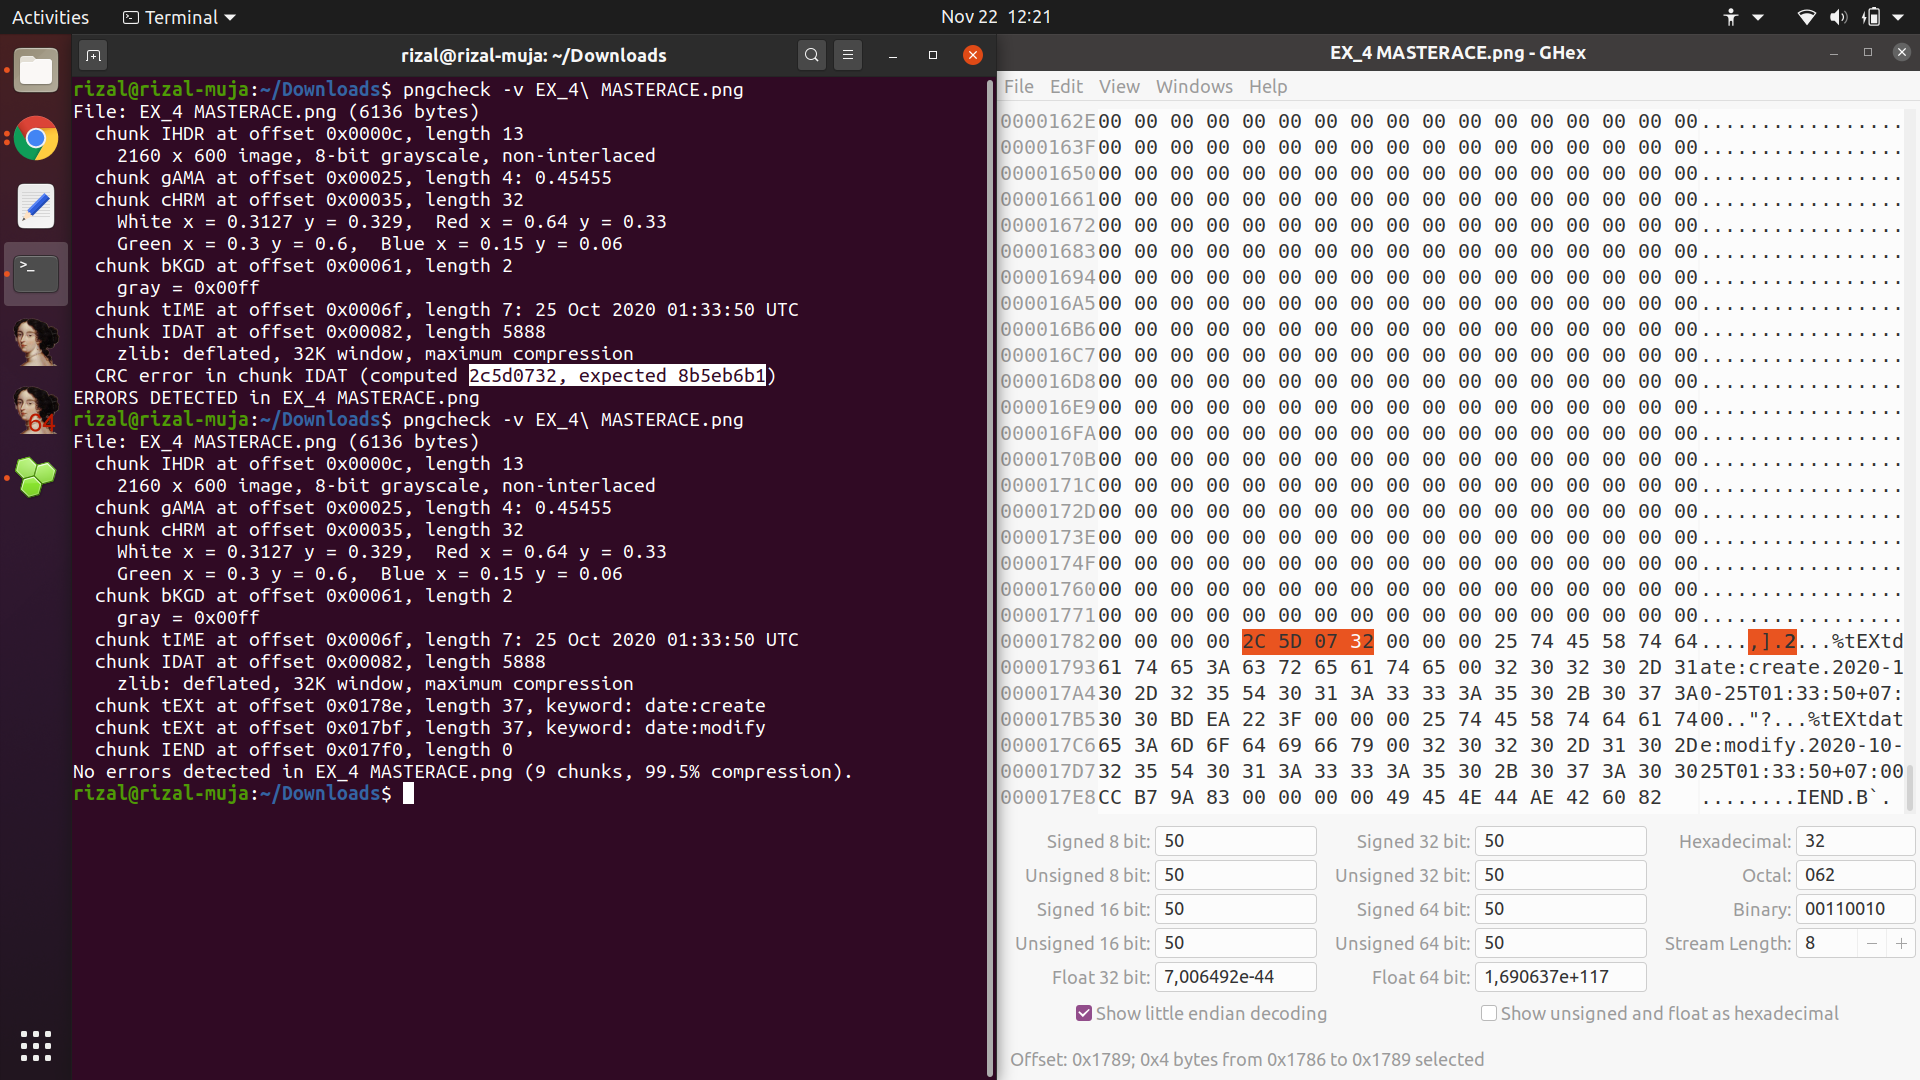 Activities
Terminal
Nov 22 12:21
rizal@rizal-muja: ~/Downloads
rizal@rizal-muja:~/Downloads$ pngcheck -v EX_4\ MASTERACE.png
File: EX_4 MASTERACE.png (6136 bytes)
  chunk IHDR at offset 0x0000c, length 13
    2160 x 600 image, 8-bit grayscale, non-interlaced
  chunk gAMA at offset 0x00025, length 4: 0.45455
  chunk cHRM at offset 0x00035, length 32
    White x = 0.3127 y = 0.329,  Red x = 0.64 y = 0.33
    Green x = 0.3 y = 0.6,  Blue x = 0.15 y = 0.06
  chunk bKGD at offset 0x00061, length 2
    gray = 0x00ff
  chunk tIME at offset 0x0006f, length 7: 25 Oct 2020 01:33:50 UTC
  chunk IDAT at offset 0x00082, length 5888
    zlib: deflated, 32K window, maximum compression
  CRC error in chunk IDAT (computed 2c5d0732, expected 8b5eb6b1)
ERRORS DETECTED in EX_4 MASTERACE.png
rizal@rizal-muja:~/Downloads$ pngcheck -v EX_4\ MASTERACE.png
File: EX_4 MASTERACE.png (6136 bytes)
  chunk IHDR at offset 0x0000c, length 13
    2160 x 600 image, 8-bit grayscale, non-interlaced
  chunk gAMA at offset 0x00025, length 4: 0.45455
  chunk cHRM at offset 0x00035, length 32
    White x = 0.3127 y = 0.329,  Red x = 0.64 y = 0.33
    Green x = 0.3 y = 0.6,  Blue x = 0.15 y = 0.06
  chunk bKGD at offset 0x00061, length 2
    gray = 0x00ff
  chunk tIME at offset 0x0006f, length 7: 25 Oct 2020 01:33:50 UTC
  chunk IDAT at offset 0x00082, length 5888
    zlib: deflated, 32K window, maximum compression
  chunk tEXt at offset 0x0178e, length 37, keyword: date:create
  chunk tEXt at offset 0x017bf, length 37, keyword: date:modify
  chunk IEND at offset 0x017f0, length 0
No errors detected in EX_4 MASTERACE.png (9 chunks, 99.5% compression).
rizal@rizal-muja:~/Downloads$
64
EX_4 MASTERACE.png - GHex
File Edit View Windows Help
0000162E 00 00 00 00 00 00 00 00 00 00 00 00 00 00 00 00 00 .................
0000163F 00 00 00 00 00 00 00 00 00 00 00 00 00 00 00 00 00 .................
00001650 00 00 00 00 00 00 00 00 00 00 00 00 00 00 00 00 00 .................
00001661 00 00 00 00 00 00 00 00 00 00 00 00 00 00 00 00 00 .................
00001672 00 00 00 00 00 00 00 00 00 00 00 00 00 00 00 00 00 .................
00001683 00 00 00 00 00 00 00 00 00 00 00 00 00 00 00 00 00 .................
00001694 00 00 00 00 00 00 00 00 00 00 00 00 00 00 00 00 00 .................
000016A5 00 00 00 00 00 00 00 00 00 00 00 00 00 00 00 00 00 .................
000016B6 00 00 00 00 00 00 00 00 00 00 00 00 00 00 00 00 00 .................
000016C7 00 00 00 00 00 00 00 00 00 00 00 00 00 00 00 00 00 .................
000016D8 00 00 00 00 00 00 00 00 00 00 00 00 00 00 00 00 00 .................
000016E9 00 00 00 00 00 00 00 00 00 00 00 00 00 00 00 00 00 .................
000016FA 00 00 00 00 00 00 00 00 00 00 00 00 00 00 00 00 00 .................
0000170B 00 00 00 00 00 00 00 00 00 00 00 00 00 00 00 00 00 .................
0000171C 00 00 00 00 00 00 00 00 00 00 00 00 00 00 00 00 00 .................
0000172D 00 00 00 00 00 00 00 00 00 00 00 00 00 00 00 00 00 .................
0000173E 00 00 00 00 00 00 00 00 00 00 00 00 00 00 00 00 00 .................
0000174F 00 00 00 00 00 00 00 00 00 00 00 00 00 00 00 00 00 .................
00001760 00 00 00 00 00 00 00 00 00 00 00 00 00 00 00 00 00 .................
00001771 00 00 00 00 00 00 00 00 00 00 00 00 00 00 00 00 00 .................
00001782 00 00 00 00 2C 5D 07 32 00 00 00 25 74 45 58 74 64 ....,].2...%tEXtd
00001793 61 74 65 3A 63 72 65 61 74 65 00 32 30 32 30 2D 31 ate:create.2020-1
000017A4 30 2D 32 35 54 30 31 3A 33 33 3A 35 30 2B 30 37 3A 0-25T01:33:50+07:
000017B5 30 30 BD EA 22 3F 00 00 00 25 74 45 58 74 64 61 74 00.."?...%tEXtdat
000017C6 65 3A 6D 6F 64 69 66 79 00 32 30 32 30 2D 31 30 2D e:modify.2020-10-
000017D7 32 35 54 30 31 3A 33 33 3A 35 30 2B 30 37 3A 30 30 25T01:33:50+07:00
000017E8 CC B7 9A 83 00 00 00 00 49 45 4E 44 AE 42 60 82 ........IEND.B`.
Signed 8 bit: 50 Signed 32 bit: 50 Hexadecimal: 32
Unsigned 8 bit: 50 Unsigned 32 bit: 50 Octal: 062
Signed 16 bit: 50 Signed 64 bit: 50 Binary: 00110010
Unsigned 16 bit: 50 Unsigned 64 bit: 50 Stream Length: 8 − +
Float 32 bit: 7,006492e-44 Float 64 bit: 1,690637e+117
Show little endian decoding Show unsigned and float as hexadecimal
Offset: 0x1789; 0x4 bytes from 0x1786 to 0x1789 selected